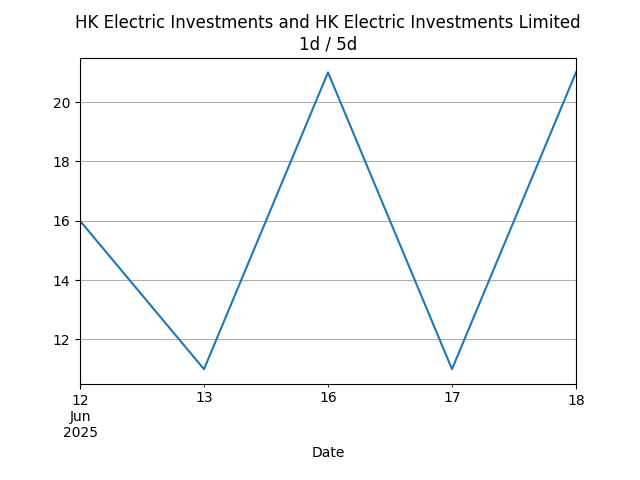 HK Electric Investments and HK Electric Investments Limited
1d / 5d
20
18
16
14
12
12 13 16 17 18
Jun
2025
Date